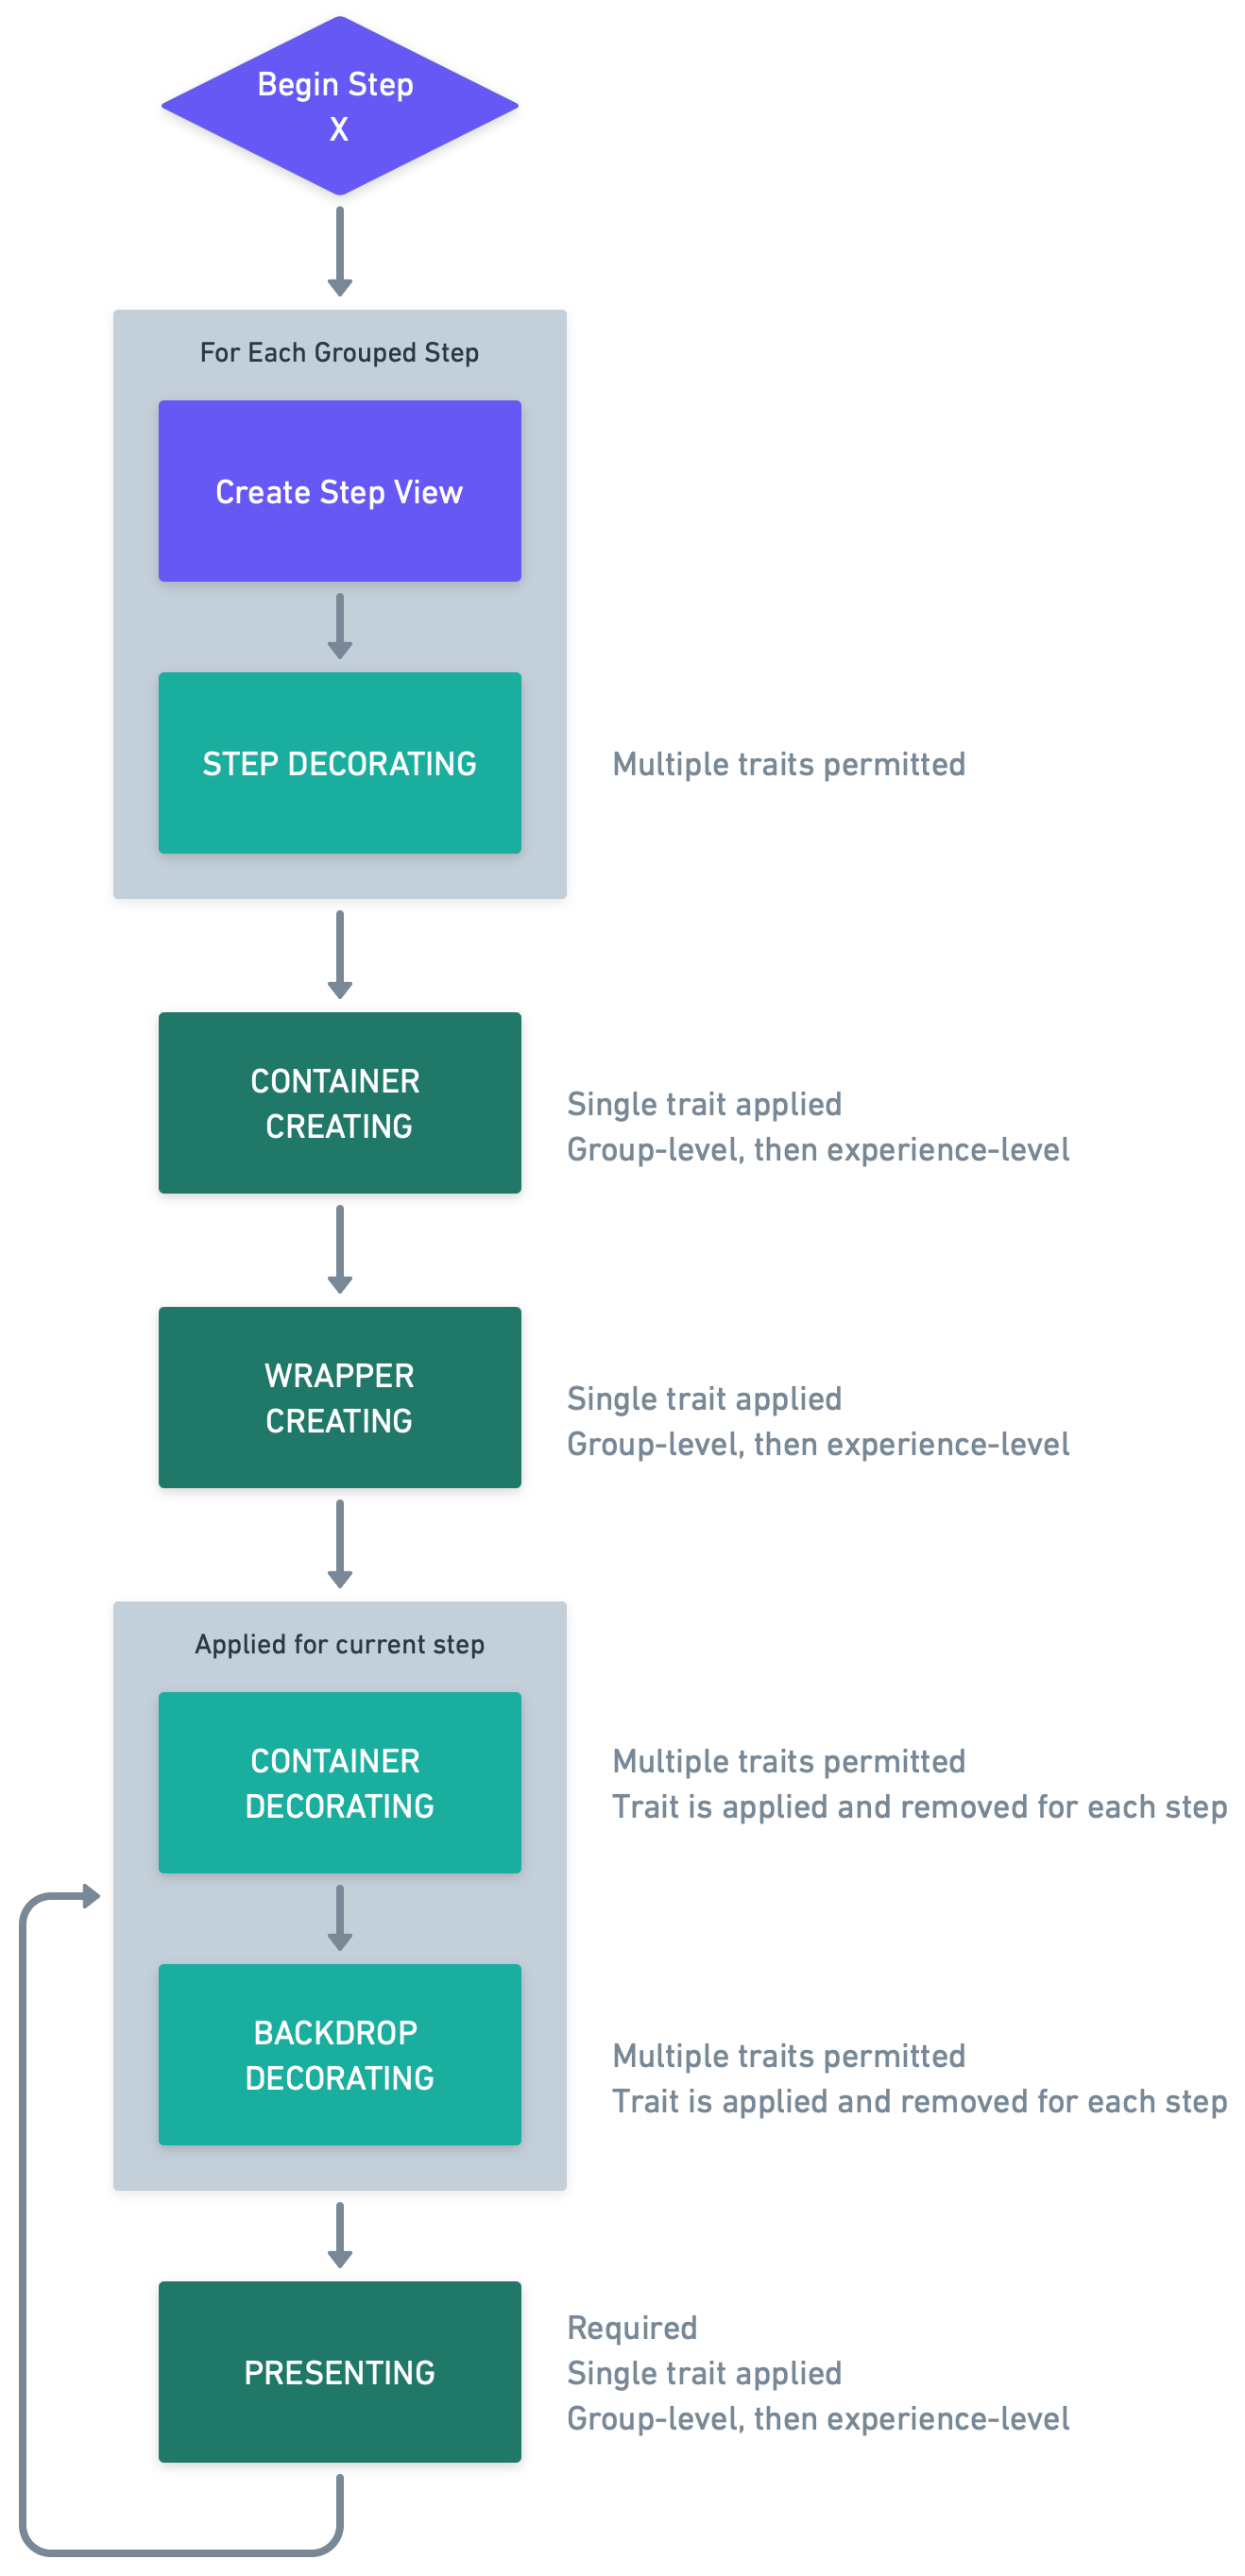 Begin Step
X
For Each Grouped Step
Create Step View
STEP DECORATING
Multiple traits permitted
CONTAINER
CREATING
Single trait applied
Group-level, then experience-level
WRAPPER
CREATING
Single trait applied
Group-level, then experience-level
Applied for current step
CONTAINER
DECORATING
Multiple traits permitted
Trait is applied and removed for each step
BACKDROP
DECORATING
Multiple traits permitted
Trait is applied and removed for each step
PRESENTING
Required
Single trait applied
Group-level, then experience-level